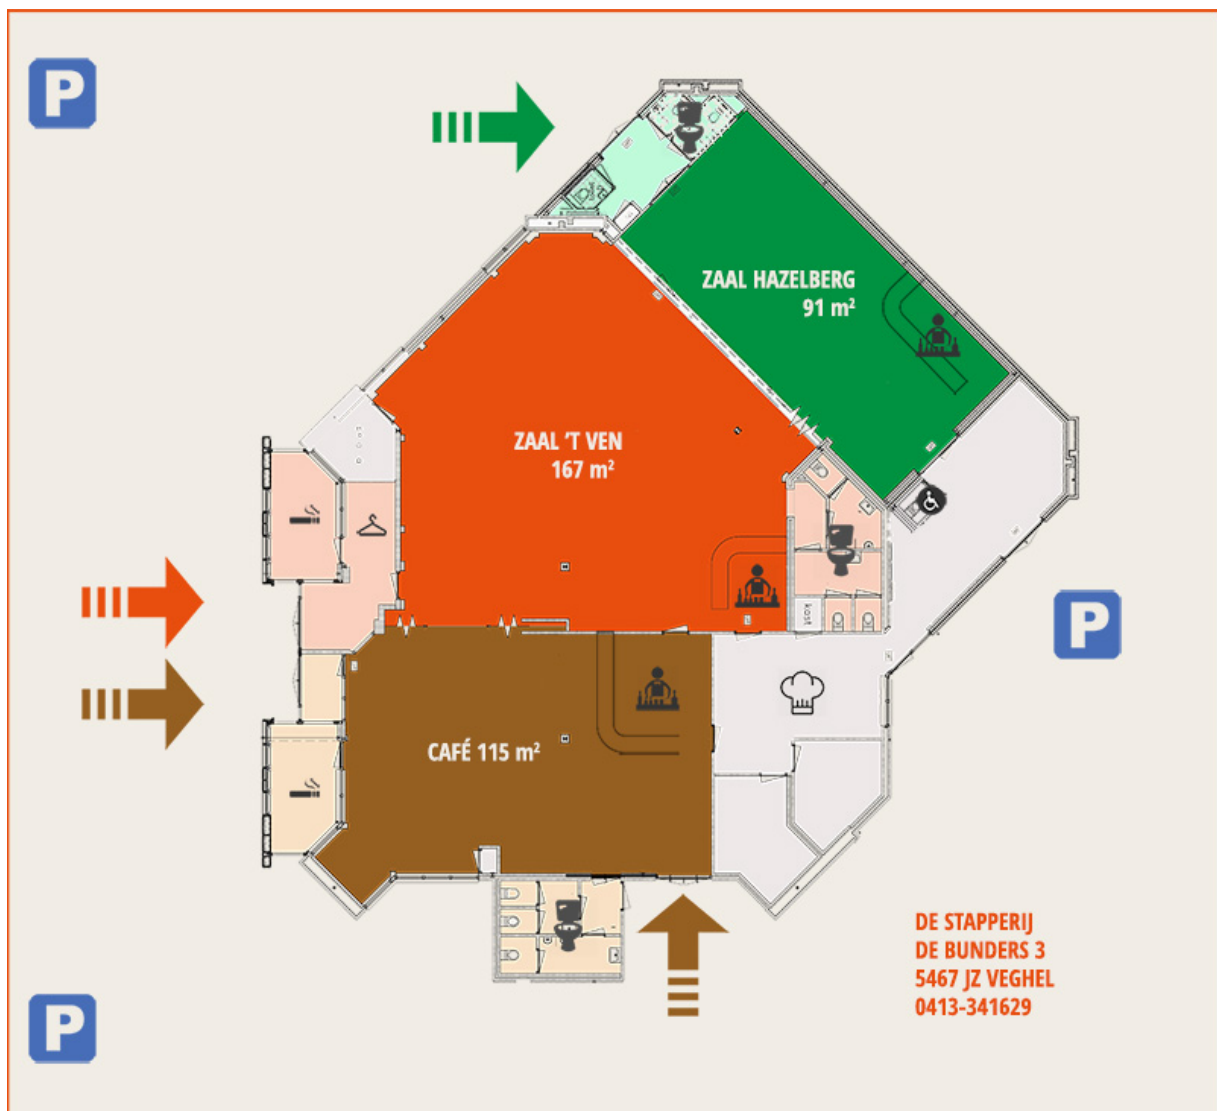 P
ZAAL HAZELBERG
91 m²
ZAAL 'T VEN
167 m²
kast
P
CAFÉ 115 m²
DE STAPPERIJ
DE BUNDERS 3
5467 JZ VEGHEL
0413-341629
P